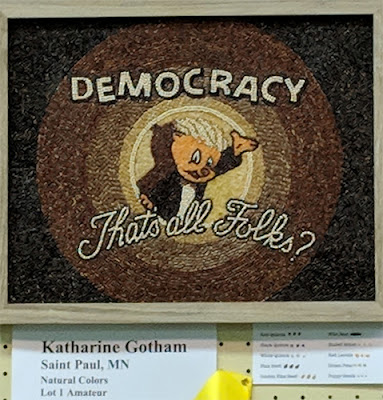 DEMOCRACY
That's all Folks?
Katharine Gotham
Saint Paul, MN
Natural Colors
Lot 1 Amateur